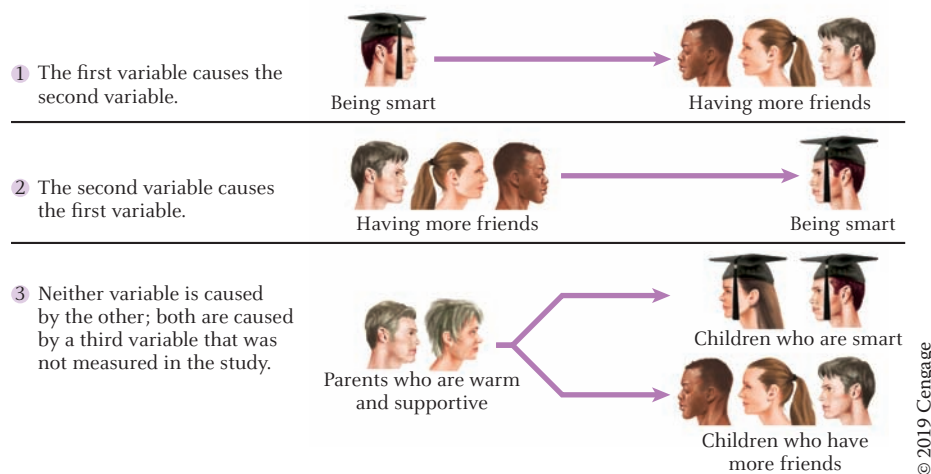 1 The first variable causes the
second variable.
Being smart
Having more friends
2 The second variable causes
the first variable.
Having more friends
Being smart
3 Neither variable is caused
by the other; both are caused
by a third variable that was
not measured in the study.
Parents who are warm
and supportive
Children who are smart
Children who have
more friends
© 2019 Cengage